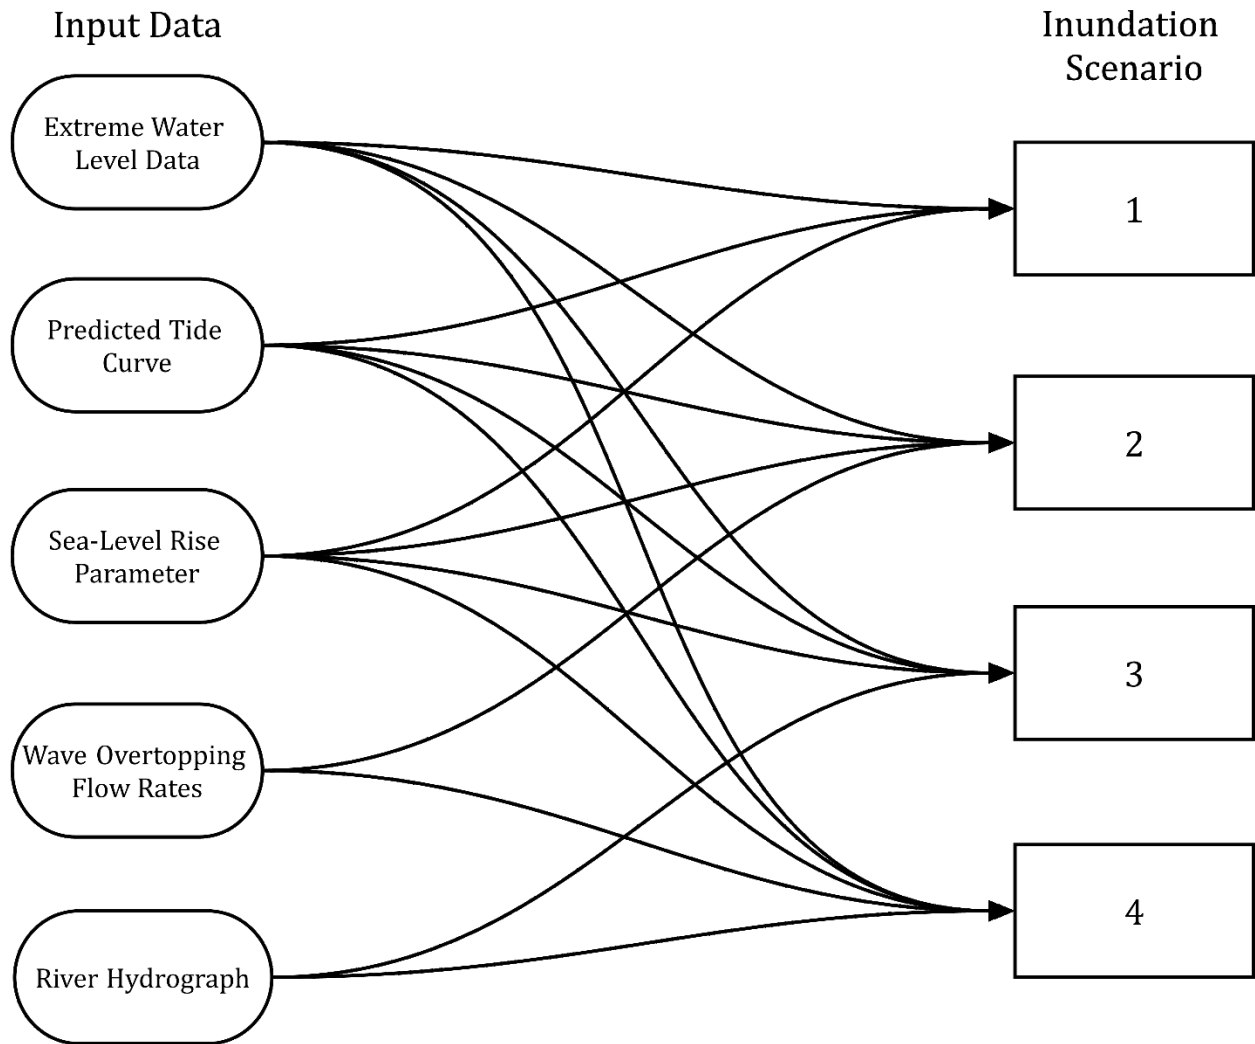 Input Data
Extreme Water
Level Data
Predicted Tide
Curve
Sea-Level Rise
Parameter
Wave Overtopping
Flow Rates
River Hydrograph
Inundation
Scenario
1
2
3
4